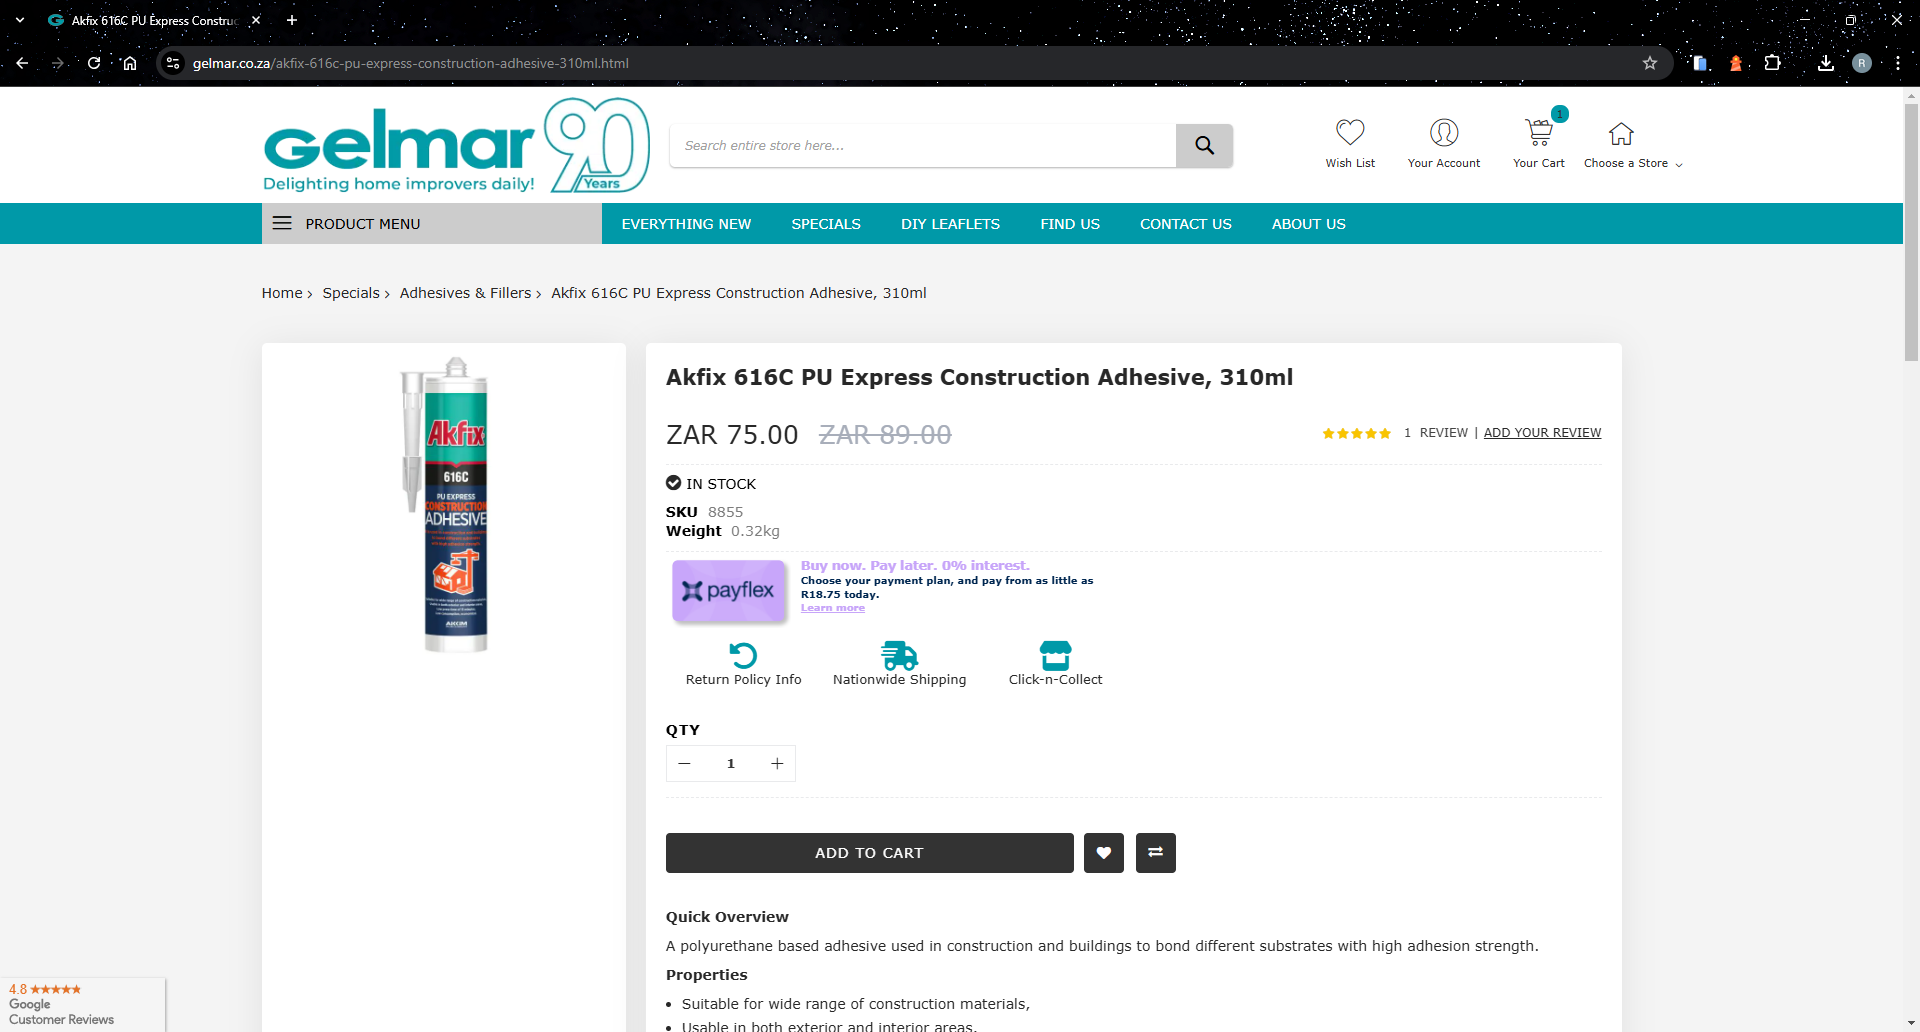 Akfix 616C PU Express Constru
gelmar.co.za/akfix-616c-pu-express-construction-adhesive-310ml.html
R
gelmar 90 Years
Delighting home improvers daily!
Search entire store here...
Wish List
Your Account
1
Your Cart
Choose a Store
PRODUCT MENU
EVERYTHING NEW
SPECIALS
DIY LEAFLETS
FIND US
CONTACT US
ABOUT US
Home › Specials › Adhesives & Fillers › Akfix 616C PU Express Construction Adhesive, 310ml
Akfix
616C
PU EXPRESS
CONSTRUCTION
ADHESIVE
AKKIM
Akfix 616C PU Express Construction Adhesive, 310ml
ZAR 75.00 ZAR 89.00
1 REVIEW | ADD YOUR REVIEW
IN STOCK
SKU 8855
Weight 0.32kg
payflex
Buy now. Pay later. 0% interest.
Choose your payment plan, and pay from as little as
R18.75 today.
Learn more
Return Policy Info
Nationwide Shipping
Click-n-Collect
QTY
1
ADD TO CART
Quick Overview
A polyurethane based adhesive used in construction and buildings to bond different substrates with high adhesion strength.
Properties
• Suitable for wide range of construction materials,
• Usable in both exterior and interior areas.
4.8
Google
Customer Reviews